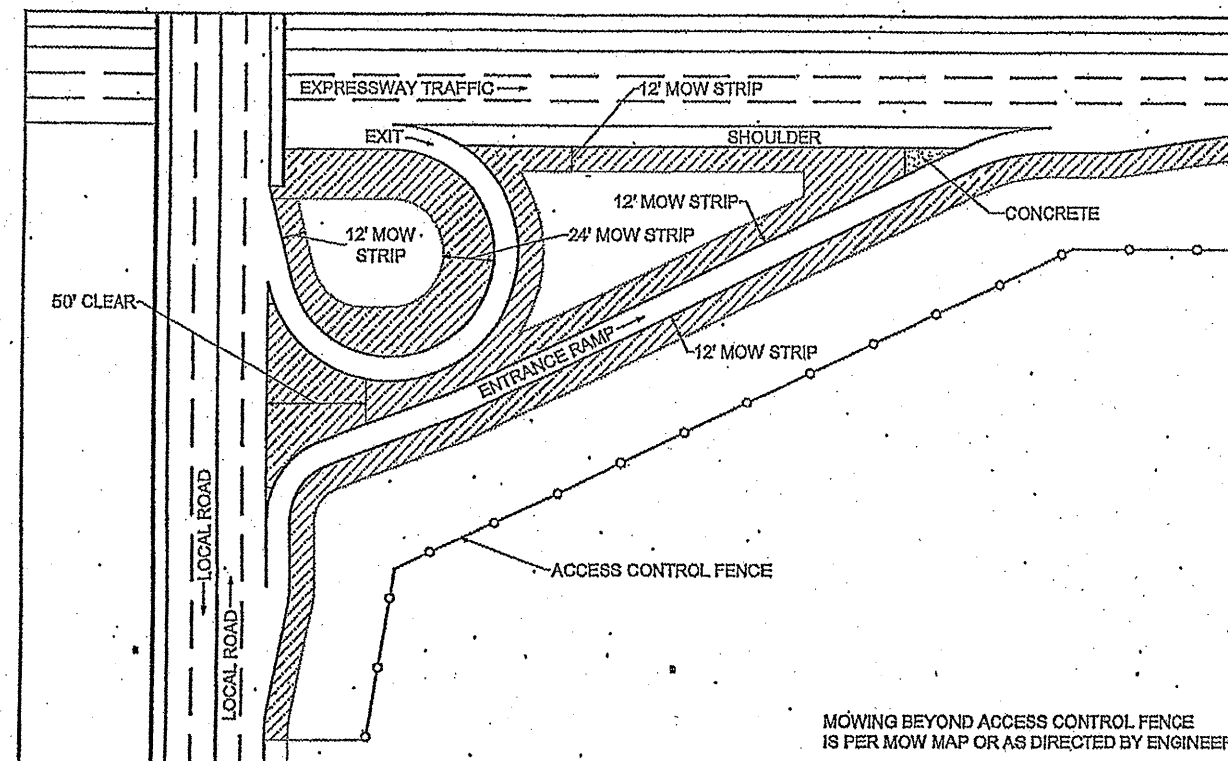 EXPRESSWAY TRAFFIC
12' MOW STRIP
EXIT
SHOULDER
12' MOW STRIP
CONCRETE
12' MOW
STRIP
24' MOW STRIP
50' CLEAR
12' MOW STRIP
ENTRANCE RAMP
LOCAL ROAD
LOCAL ROAD
ACCESS CONTROL FENCE
MOWING BEYOND ACCESS CONTROL FENCE
IS PER MOW MAP OR AS DIRECTED BY ENGINEER